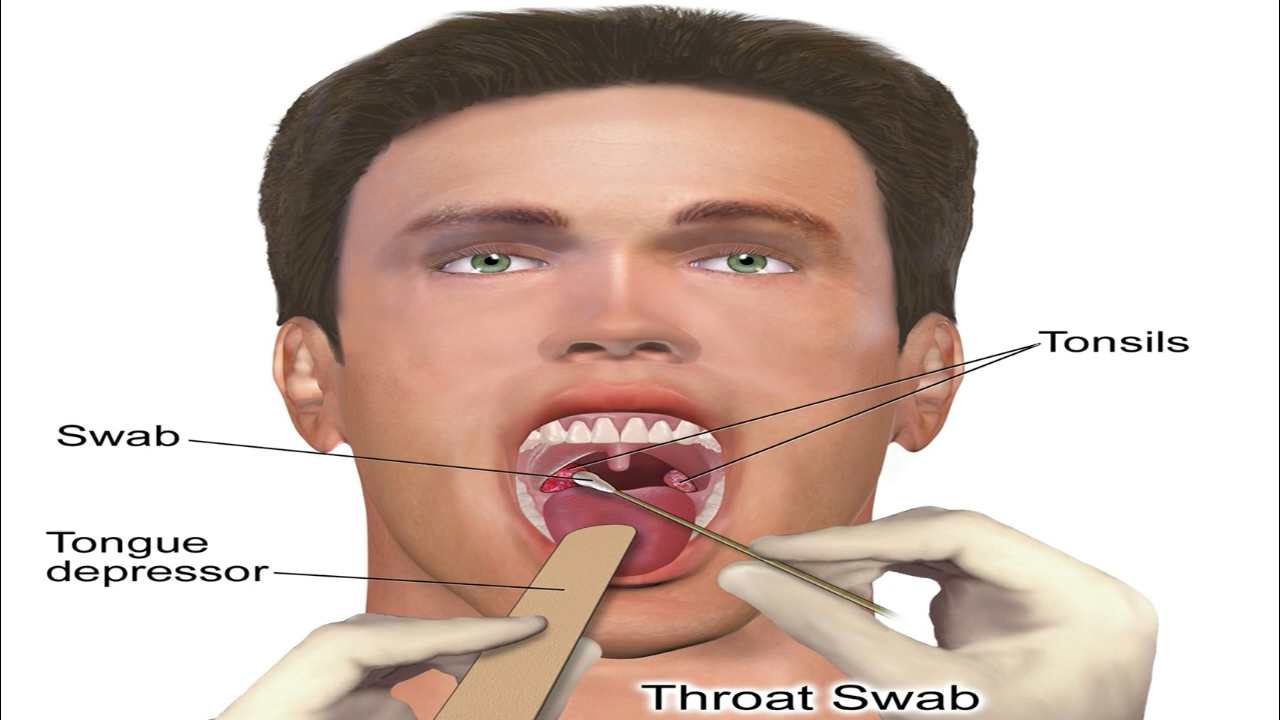 Tonsils
Swab
Tongue
depressor
Throat Swab